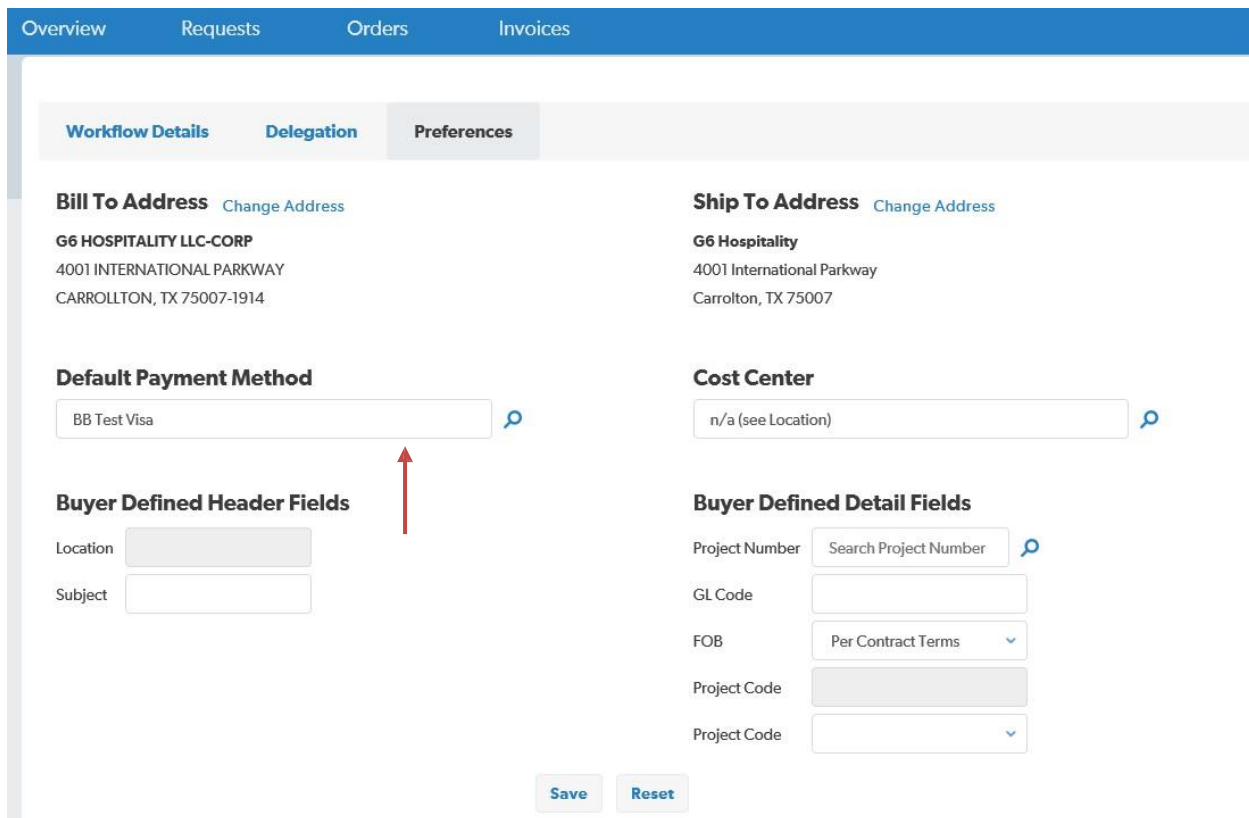 Overview Requests Orders Invoices
Workflow Details Delegation Preferences
Bill To Address Change Address
G6 HOSPITALITY LLC-CORP
4001 INTERNATIONAL PARKWAY
CARROLLTON, TX 75007-1914
Ship To Address Change Address
G6 Hospitality
4001 International Parkway
Carrolton, TX 75007
Default Payment Method
BB Test Visa
Cost Center
n/a (see Location)
Buyer Defined Header Fields
Location
Subject
Buyer Defined Detail Fields
Project Number Search Project Number
GL Code
FOB Per Contract Terms
Project Code
Project Code
Save Reset